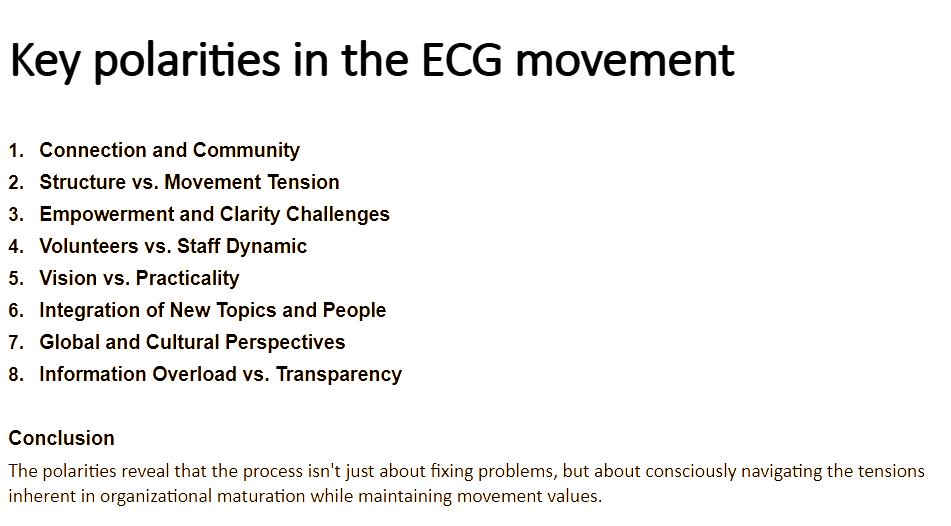 Key polarities in the ECG movement
1. Connection and Community
2. Structure vs. Movement Tension
3. Empowerment and Clarity Challenges
4. Volunteers vs. Staff Dynamic
5. Vision vs. Practicality
6. Integration of New Topics and People
7. Global and Cultural Perspectives
8. Information Overload vs. Transparency
Conclusion
The polarities reveal that the process isn't just about fixing problems, but about consciously navigating the tensions
inherent in organizational maturation while maintaining movement values.